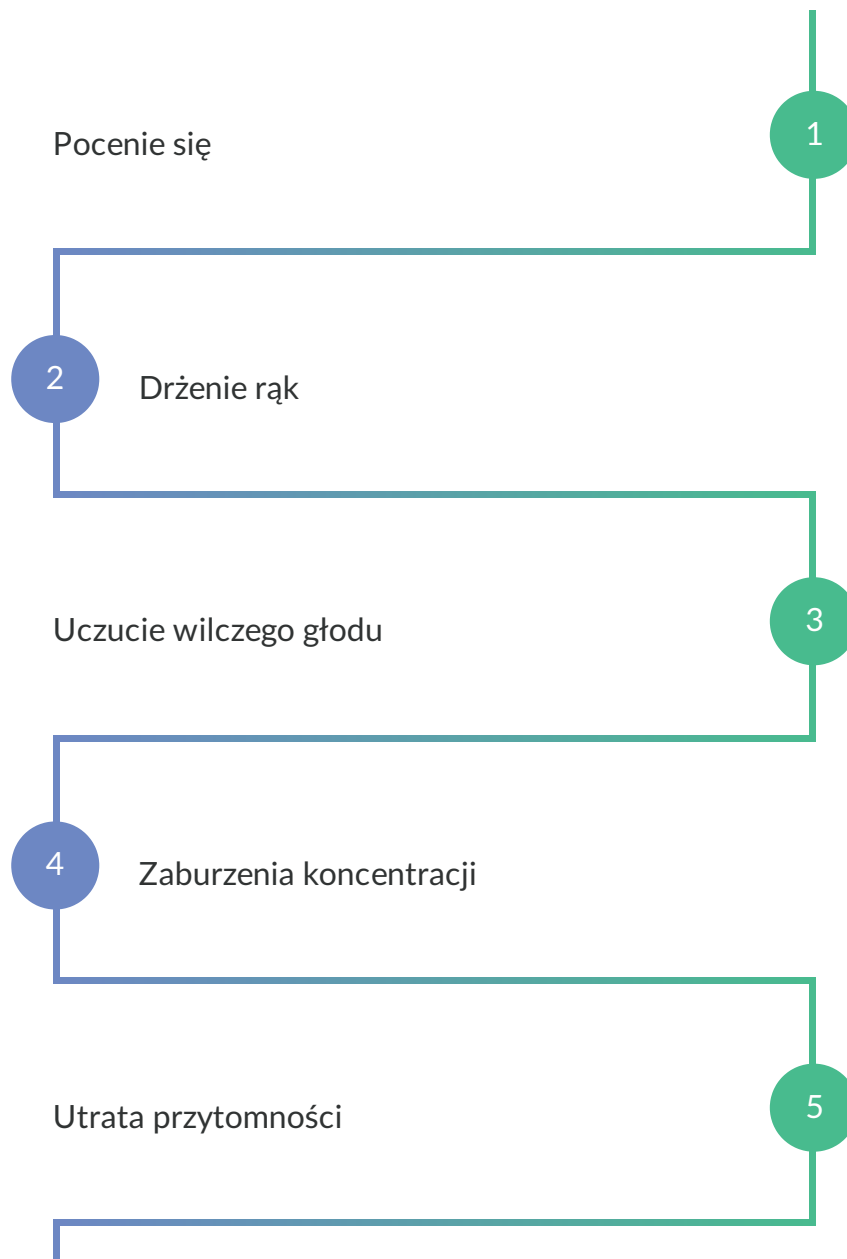 Pocenie się
1
2
Drżenie rąk
Uczucie wilczego głodu
3
4
Zaburzenia koncentracji
Utrata przytomności
5